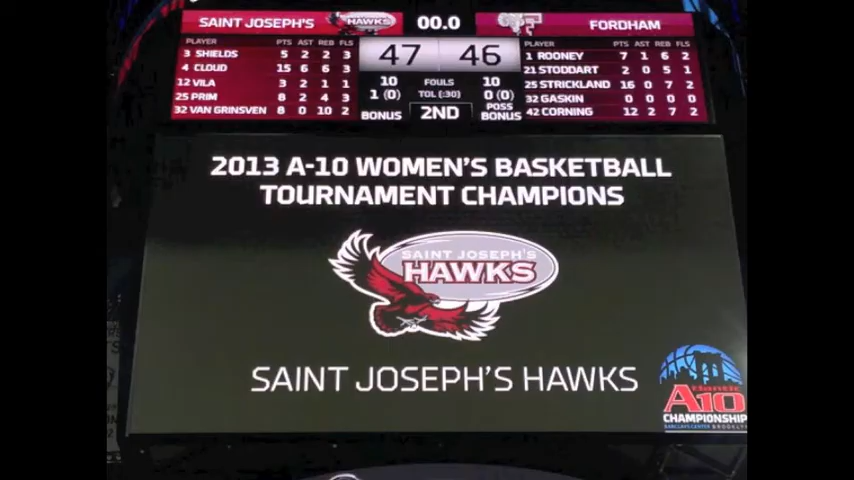 SAINT JOSEPH'S HAWKS 00.0 FORDHAM
PLAYER PTS AST REB FLS
3 SHIELDS 5 2 2 3
4 CLOUD 15 6 6 3
12 VILA 3 2 1 1
25 PRIM 8 2 4 3
32 VAN GRINSVEN 8 0 10 2
47 46
10 FOULS 10
1 (0) TOL (:30) 0 (0)
BONUS 2ND POSS BONUS
PLAYER PTS AST REB FLS
1 ROONEY 7 1 6 2
21 STODDART 2 0 5 1
25 STRICKLAND 16 0 7 2
32 GASKIN 0 0 0 0
42 CORNING 12 2 7 2
2013 A-10 WOMEN'S BASKETBALL
TOURNAMENT CHAMPIONS
SAINT JOSEPH'S
HAWKS
SAINT JOSEPH'S HAWKS
Atlantic
A10
CHAMPIONSHIP
BARCLAYS CENTER BROOKLYN